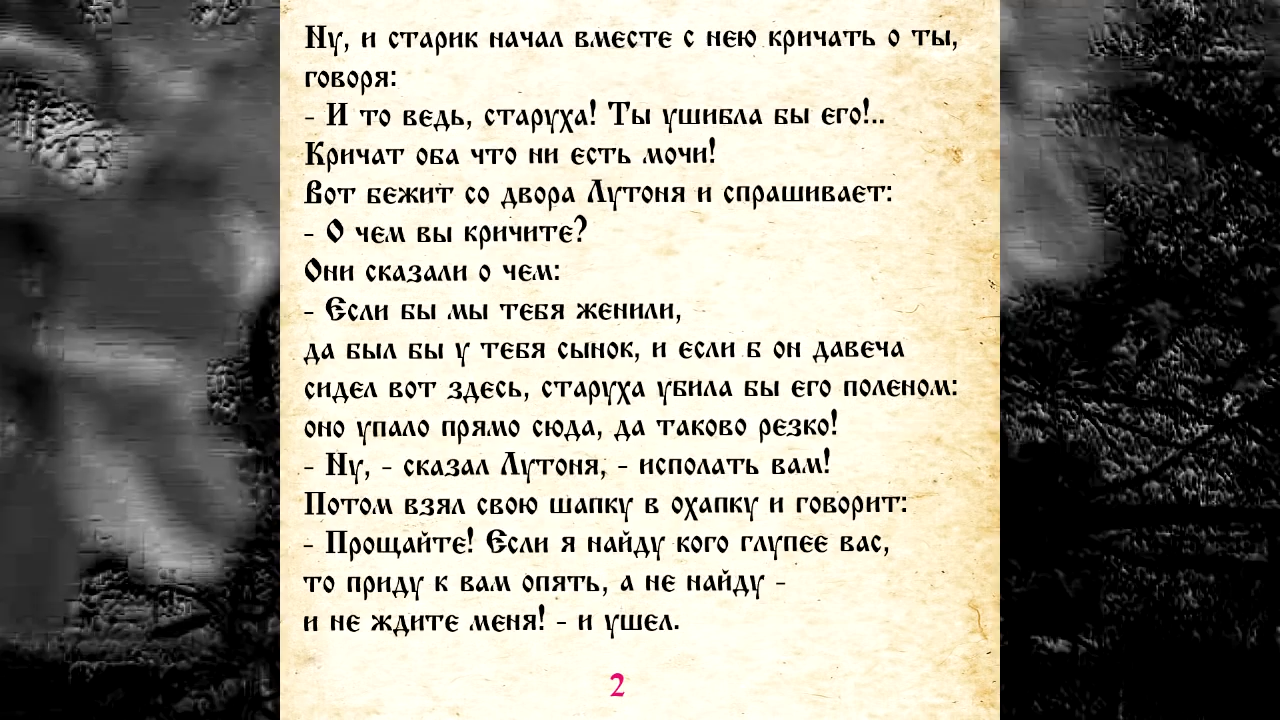 Ну, и старик начал вместе с нею кричать о ты,
говоря:
- И то ведь, старуха! Ты ушибла бы его!..
Кричат оба что ни есть мочи!
Вот бежит со двора Лутоня и спрашивает:
- О чем вы кричите?
Они сказали о чем:
- Если бы мы тебя женили,
да был бы у тебя сынок, и если б он давеча
сидел вот здесь, старуха убила бы его поленом:
оно упало прямо сюда, да таково резко!
- Ну, - сказал Лутоня, - исполать вам!
Потом взял свою шапку в охапку и говорит:
- Прощайте! Если я найду кого глупее вас,
то приду к вам опять, а не найду -
и не ждите меня! - и ушел.
2